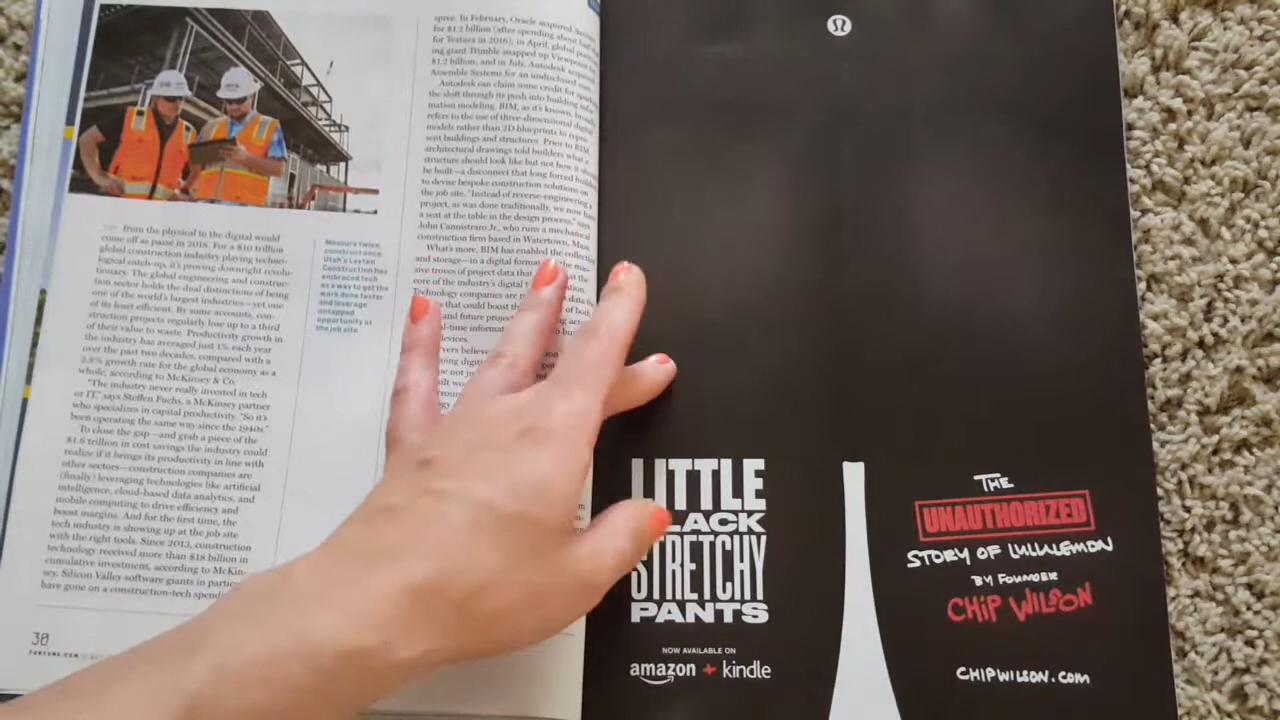 from the physical to the digital would
come off as passé in 2018. For a $10 trillion
global construction industry playing techno-
logical catch-up, it's proving downright revolu-
tionary. The global engineering and construc-
tion sector holds the dual distinctions of being
one of the world's largest industries—yet one
of its least efficient. By some accounts, con-
struction projects regularly lose up to a third
of their value to waste. Productivity growth in
the industry has averaged just 1% each year
over the past two decades, compared with a
2.8% growth rate for the global economy as a
whole, according to McKinsey & Co.
"The industry never really invested in tech
or IT," says Steffen Fuchs, a McKinsey partner
who specializes in capital productivity. "So it's
been operating the same way since the 1940s."
To close the gap—and grab a piece of the
$1.6 trillion in cost savings the industry could
realize if it brings its productivity in line with
other sectors—construction companies are
(finally) leveraging technologies like artificial
intelligence, cloud-based data analytics, and
mobile computing to drive efficiency and
boost margins. And for the first time, the
tech industry is showing up at the job site
with the right tools. Since 2013, construction
technology received more than $18 billion in
cumulative investment, according to McKin-
sey. Silicon Valley software giants in
have gone on a construction-tech
30
FORTUNE.COM
Measure twice,
construct once:
Utah's Layton
Construction has
embraced tech
as a way to get the
work done faster
and leverage
untapped
opportunity at
the job site.
spree. In February, Oracle acquired
for $1.2 billion (after spending about
for Textura in 2016); in April, global
ing giant Trimble snapped up Viewpoint
$1.2 billion, and in July, Autodesk
Assemble Systems for an undisclosed
Autodesk can claim some credit for
the shift through its push into building
mation modeling. BIM, as it's known,
refers to the use of three-dimensional digital
models rather than 2D blueprints to
sent buildings and structures. Prior to BIM,
architectural drawings told builders what a
structure should look like but not how it should
be built—a disconnect that long forced
to devise bespoke construction solutions on
the job site. "Instead of reverse-engineering a
project, as was done traditionally, we now have
a seat at the table in the design process," says
John Cannistraro Jr., who runs a mechanical
construction firm based in Watertown, Mass.
What's more, BIM has enabled the collection
and storage—in a digital format
sive troves of project data that at the
core of the industry's digital
Technology companies are data
that could boost the of both
and future
-time
devices.
believe
LITTLE
LACK
STRETCHY
PANTS
NOW AVAILABLE ON
amazon + kindle
THE
UNAUTHORIZED
STORY OF LULULEMON
BY FOUNDER
CHIP WILSON
CHIPWILSON.COM